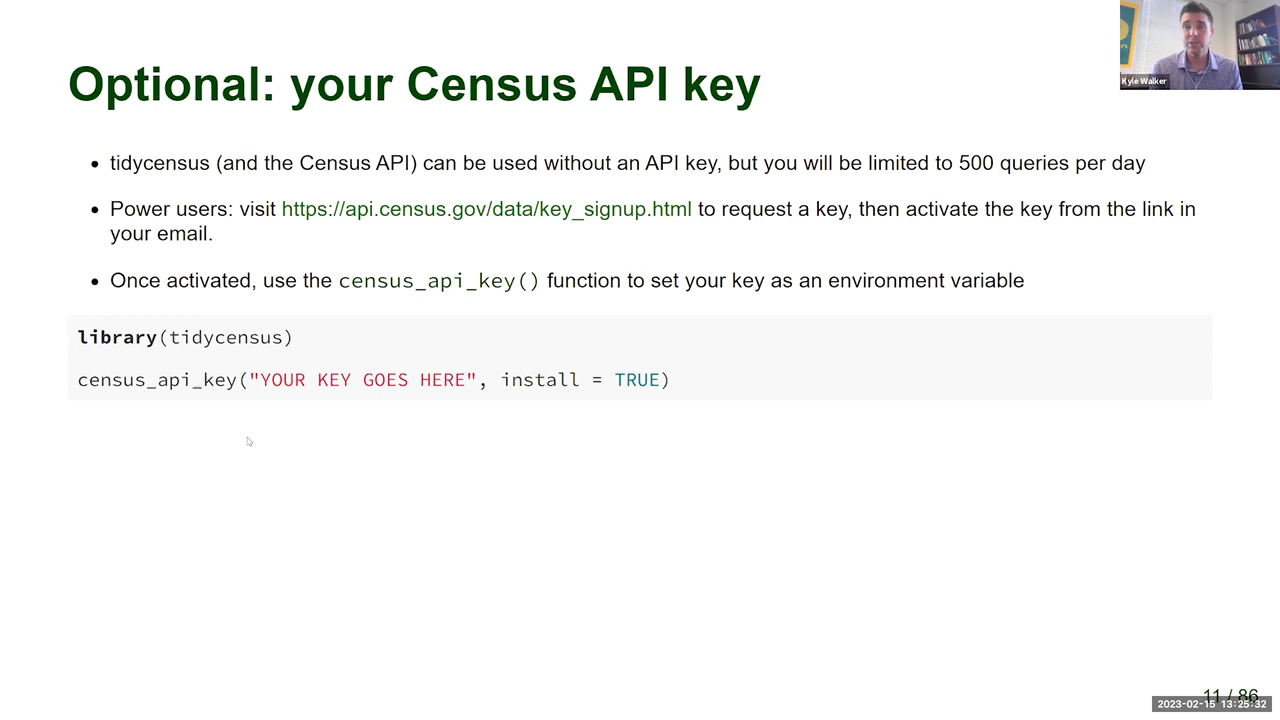 Optional: your Census API key
Kyle Walker
• tidycensus (and the Census API) can be used without an API key, but you will be limited to 500 queries per day
• Power users: visit https://api.census.gov/data/key_signup.html to request a key, then activate the key from the link in
your email.
• Once activated, use the census_api_key() function to set your key as an environment variable
library(tidycensus)
census_api_key("YOUR KEY GOES HERE", install = TRUE)
11 / 86
2023-02-15 13:25:32